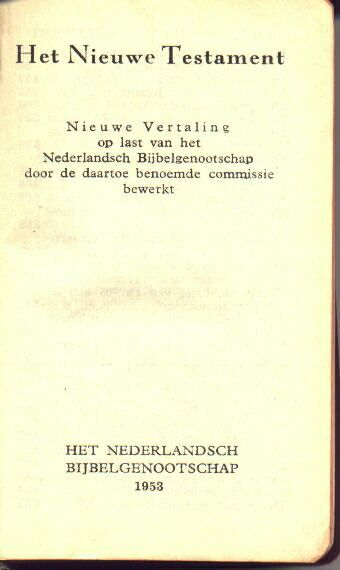 Het Nieuwe Testament
Nieuwe Vertaling
op last van het
Nederlandsch Bijbelgenootschap
door de daartoe benoemde commissie
bewerkt
HET NEDERLANDSCH
BIJBELGENOOTSCHAP
1953